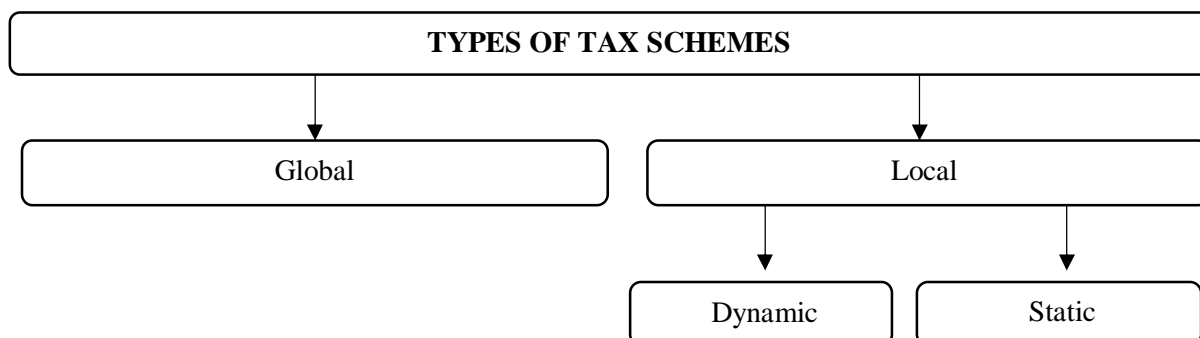 TYPES OF TAX SCHEMES
Global
Local
Dynamic
Static